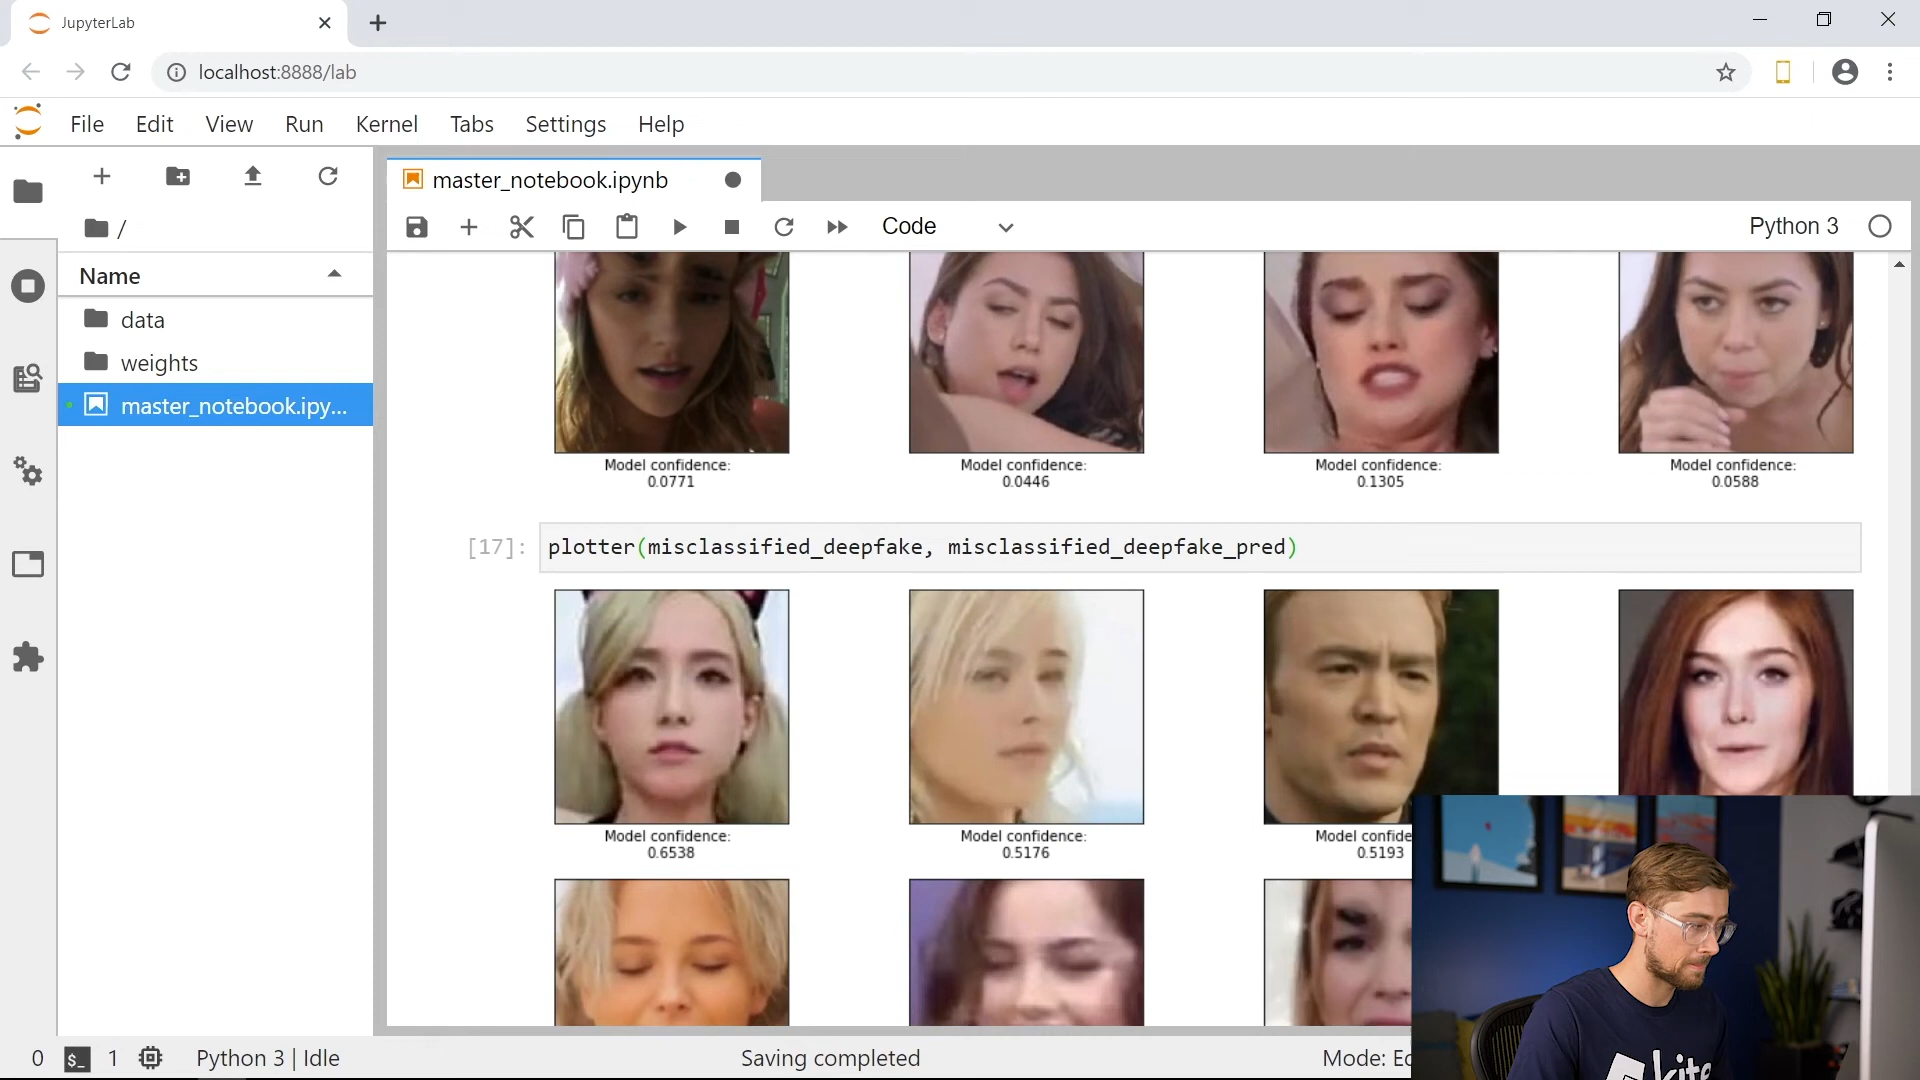 JupyterLab
localhost:8888/lab
File Edit View Run Kernel Tabs Settings Help
master_notebook.ipynb
/
Code
Python 3
Name
data
weights
master_notebook.ipy...
Model confidence:
0.0771
Model confidence:
0.0446
Model confidence:
0.1305
Model confidence:
0.0588
[17]:
plotter(misclassified_deepfake, misclassified_deepfake_pred)
Model confidence:
0.6538
Model confidence:
0.5176
Model confide
0.5193
kite
0
$_
1
Python 3 | Idle
Saving completed
Mode: Ed